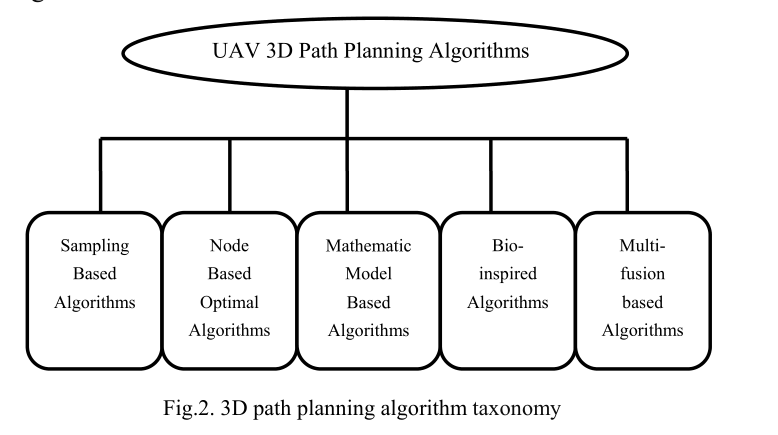 UAV 3D Path Planning Algorithms
Sampling
Based
Algorithms
Node
Based
Optimal
Algorithms
Mathematic
Model
Based
Algorithms
Bio-
inspired
Algorithms
Multi-
fusion
based
Algorithms
Fig.2. 3D path planning algorithm taxonomy